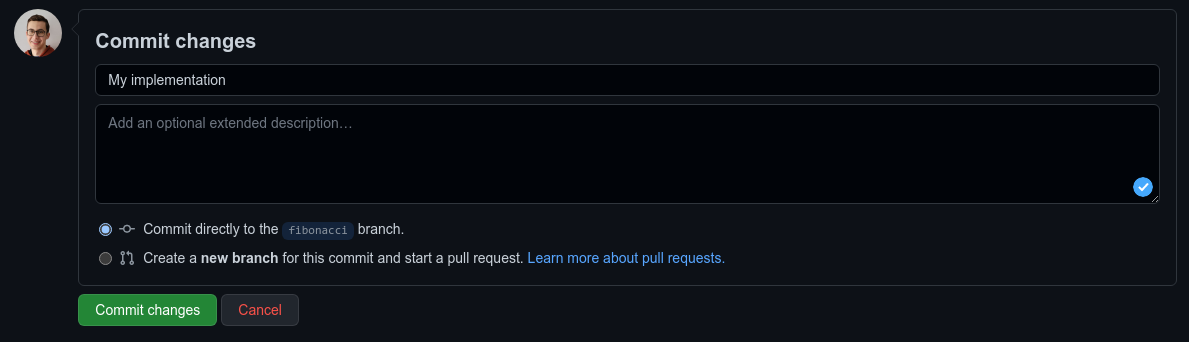 Commit changes
My implementation
Add an optional extended description…
Commit directly to the fibonacci branch.
Create a new branch for this commit and start a pull request. Learn more about pull requests.
Commit changes Cancel